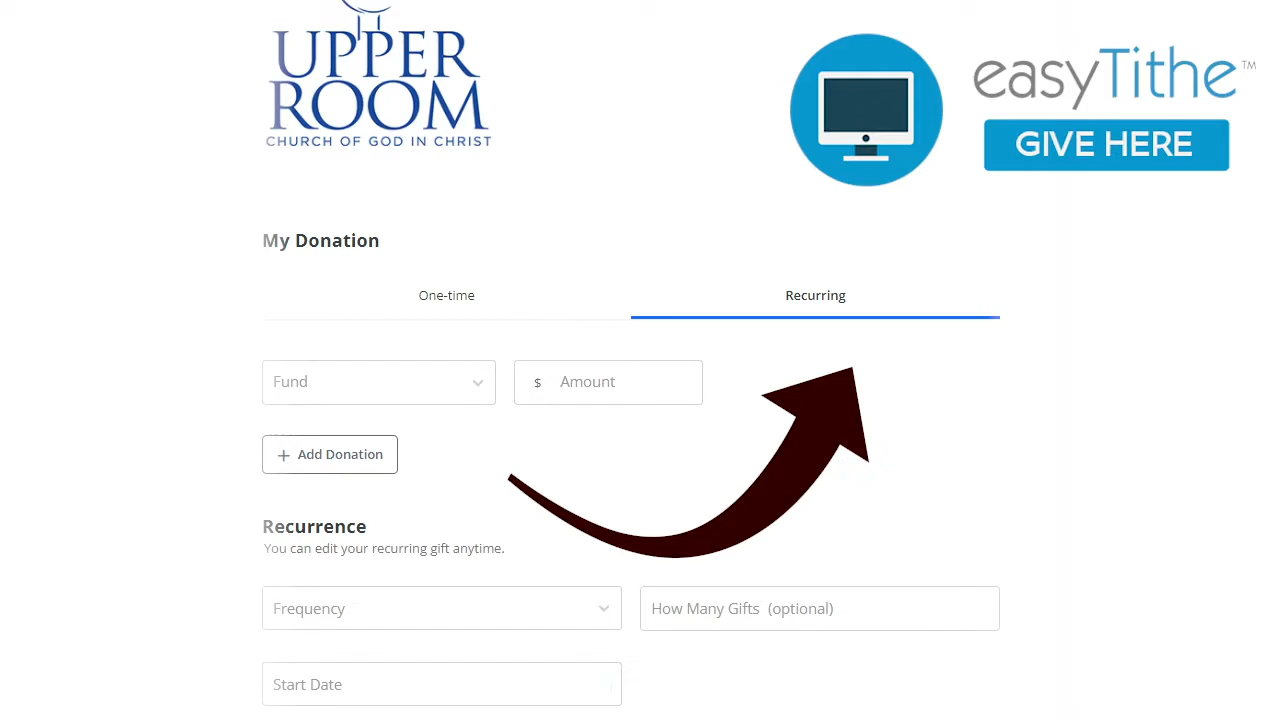 UPPER
ROOM
CHURCH OF GOD IN CHRIST
easyTithe™
GIVE HERE
My Donation
One-time
Recurring
Fund
$ Amount
+ Add Donation
Recurrence
You can edit your recurring gift anytime.
Frequency
How Many Gifts (optional)
Start Date